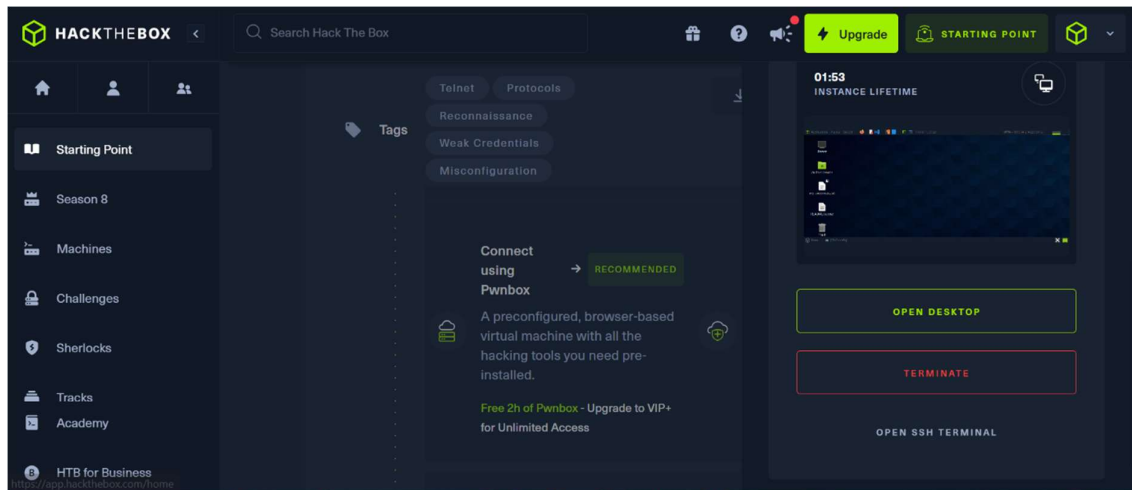 HACKTHEBOX
Search Hack The Box
Upgrade
STARTING POINT
Starting Point
Season 8
Machines
Challenges
Sherlocks
Tracks
Academy
HTB for Business
https://app.hackthebox.com/home
Tags
Telnet Protocols
Reconnaissance
Weak Credentials
Misconfiguration
Connect
using
Pwnbox
RECOMMENDED
A preconfigured, browser-based
virtual machine with all the
hacking tools you need pre-
installed.
Free 2h of Pwnbox - Upgrade to VIP+
for Unlimited Access
01:53
INSTANCE LIFETIME
OPEN DESKTOP
TERMINATE
OPEN SSH TERMINAL